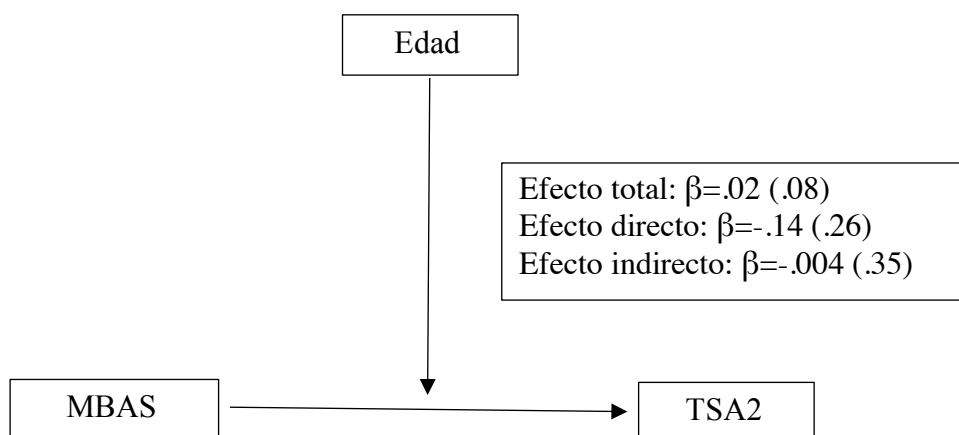 Edad
Efecto total: β=.02 (.08)
Efecto directo: β=-.14 (.26)
Efecto indirecto: β=-.004 (.35)
MBAS
TSA2